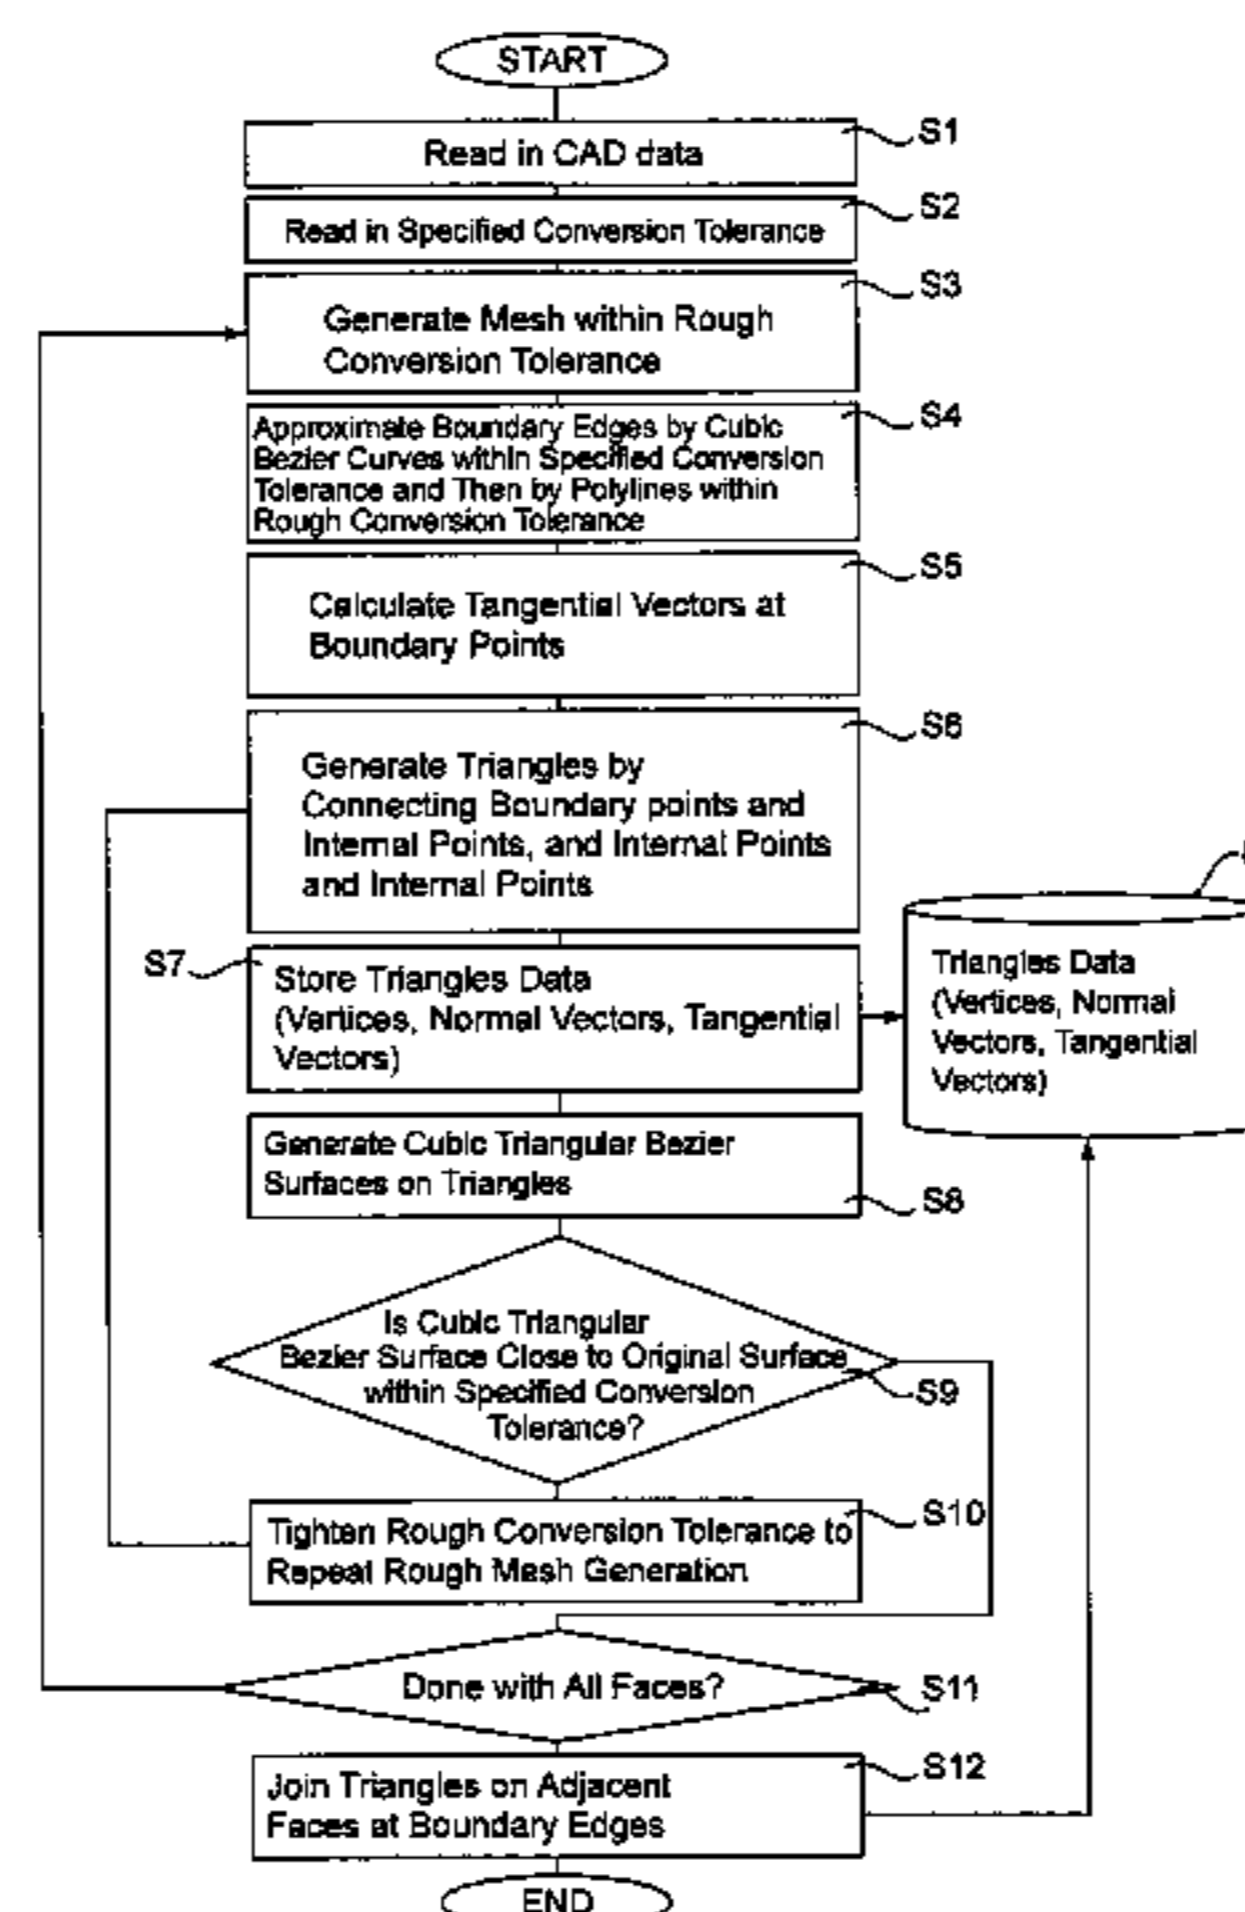 START
S1
Read in CAD data
S2
Read in Specified Conversion Tolerance
S3
Generate Mesh within Rough
Conversion Tolerance
S4
Approximate Boundary Edges by Cubic
Bezier Curves within Specified Conversion
Tolerance and Then by Polylines within
Rough Conversion Tolerance
S5
Calculate Tangential Vectors at
Boundary Points
S6
Generate Triangles by
Connecting Boundary points and
Internal Points, and Internal Points
and Internal Points
S7
Store Triangles Data
(Vertices, Normal Vectors, Tangential
Vectors)
Triangles Data
(Vertices, Normal
Vectors, Tangential
Vectors)
Generate Cubic Triangular Bezier
Surfaces on Triangles
S8
Is Cubic Triangular
Bezier Surface Close to Original Surface
within Specified Conversion
Tolerance?
S9
S10
Tighten Rough Conversion Tolerance to
Repeat Rough Mesh Generation
Done with All Faces?
S11
S12
Join Triangles on Adjacent
Faces at Boundary Edges
END